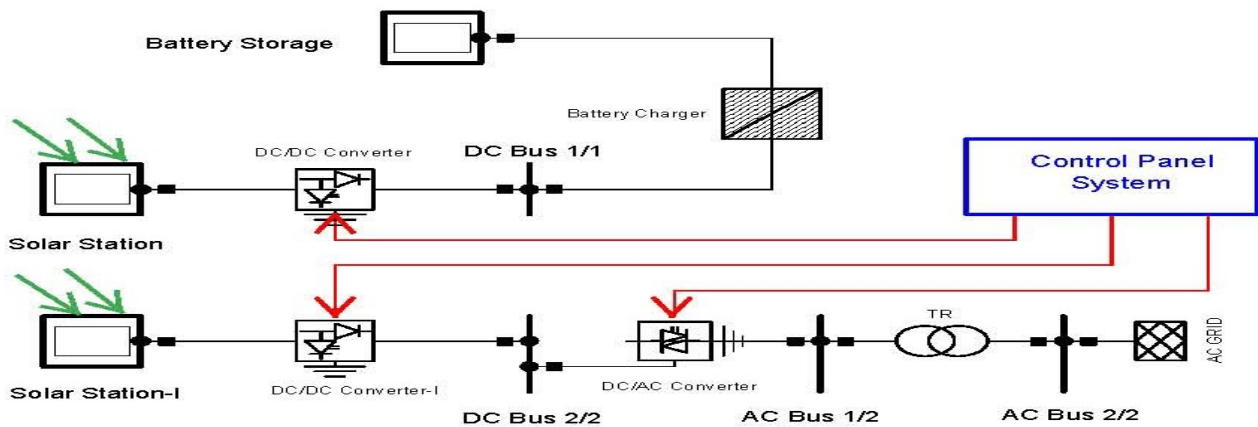 Battery Storage
Battery Charger
DC/DC Converter
DC Bus 1/1
Control Panel
System
Solar Station
TR
AC GRID
Solar Station-I
DC/DC Converter-I
DC Bus 2/2
DC/AC Converter
AC Bus 1/2
AC Bus 2/2